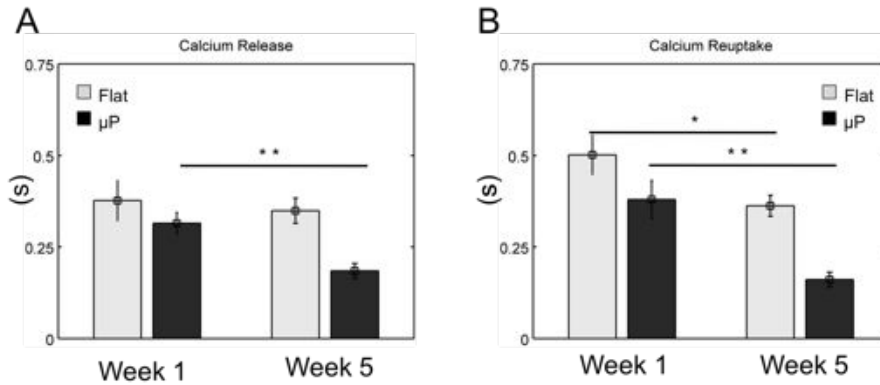 A
Calcium Release
0.75
0.5
0.25
0
(s)
Flat
μP
* *
Week 1
Week 5
B
Calcium Reuptake
0.75
0.5
0.25
0
(s)
Flat
μP
*
* *
Week 1
Week 5